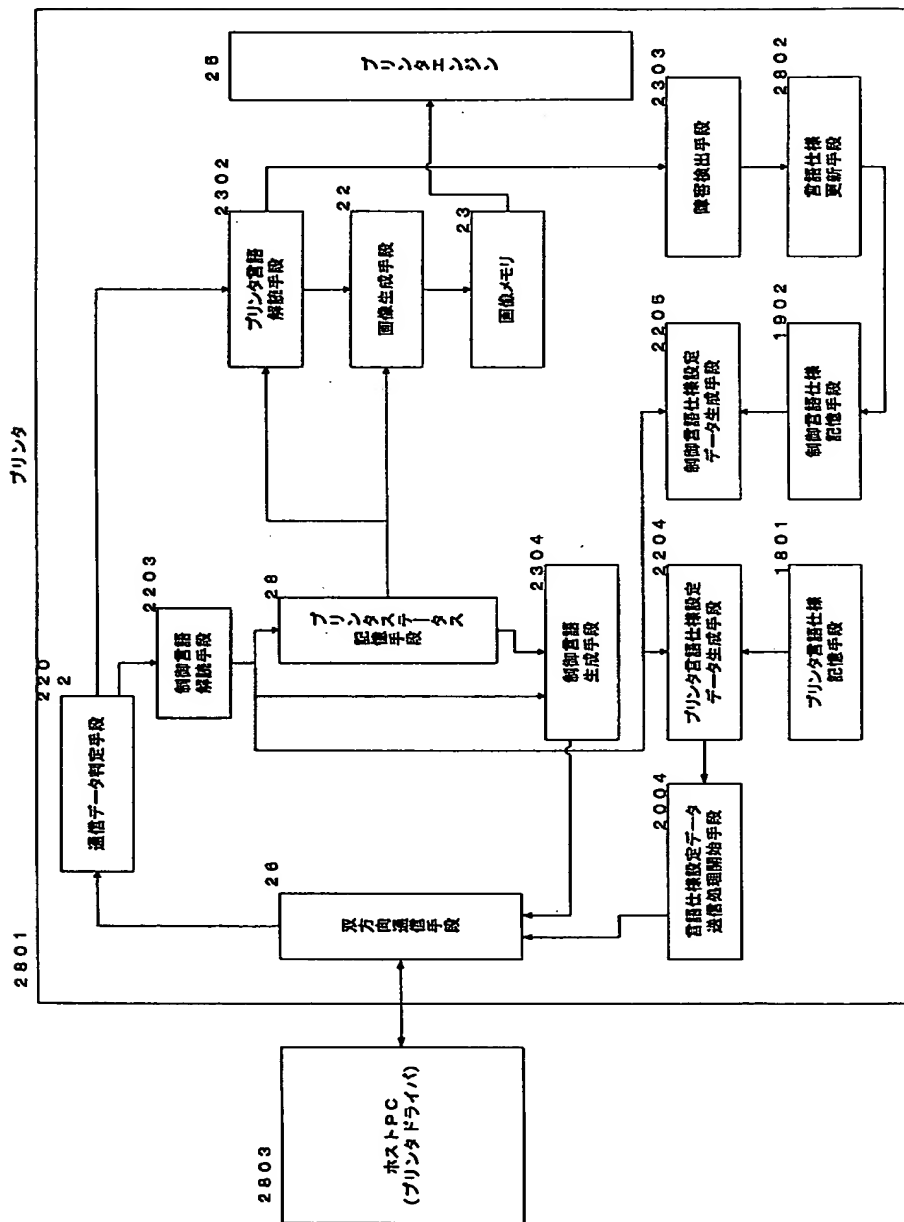 プリンタ
2801
2803
ホストPC
(プリンタドライバ)
26
双方向通信手段
220
2
通信データ判定手段
2203
制御言語
解読手段
28
プリンタステータス
記憶手段
2302
プリンタ言語
解読手段
22
画像生成手段
23
画像メモリ
プリンタエンジン
2303
障害検出手段
2802
言語仕様
更新手段
2205
制御言語仕様設定
データ生成手段
1902
制御言語仕様
記憶手段
2304
制御言語
生成手段
2204
プリンタ言語仕様設定
データ生成手段
1801
プリンタ言語仕様
記憶手段
2004
言語仕様設定データ
送信処理開始手段